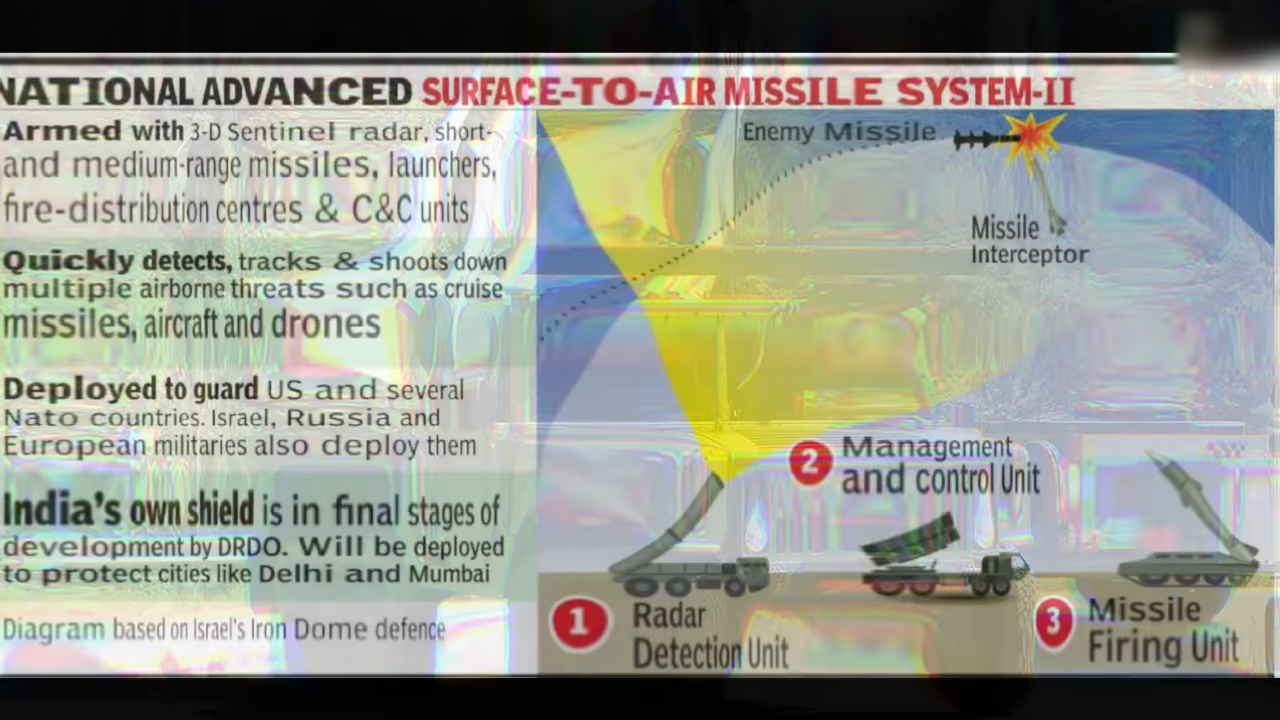 NATIONAL ADVANCED SURFACE-TO-AIR MISSILE SYSTEM-II
Armed with 3-D Sentinel radar, short-
and medium-range missiles, launchers,
fire-distribution centres & C&C units
Quickly detects, tracks & shoots down
multiple airborne threats such as cruise
missiles, aircraft and drones
Deployed to guard US and several
Nato countries. Israel, Russia and
European militaries also deploy them
India's own shield is in final stages of
development by DRDO. Will be deployed
to protect cities like Delhi and Mumbai
Diagram based on Israel's Iron Dome defence
Enemy Missile
Missile
Interceptor
2 Management
and control Unit
1 Radar
Detection Unit
3 Missile
Firing Unit